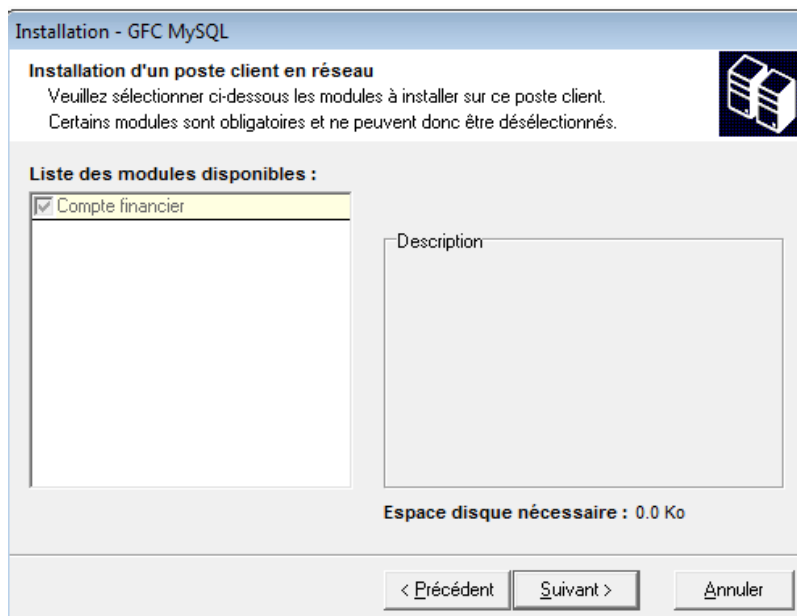 Installation - GFC MySQL
Installation d'un poste client en réseau
Veuillez sélectionner ci-dessous les modules à installer sur ce poste client.
Certains modules sont obligatoires et ne peuvent donc être désélectionnés.
Liste des modules disponibles :
Compte financier
Description
Espace disque nécessaire : 0.0 Ko
< Précédent
Suivant >
Annuler